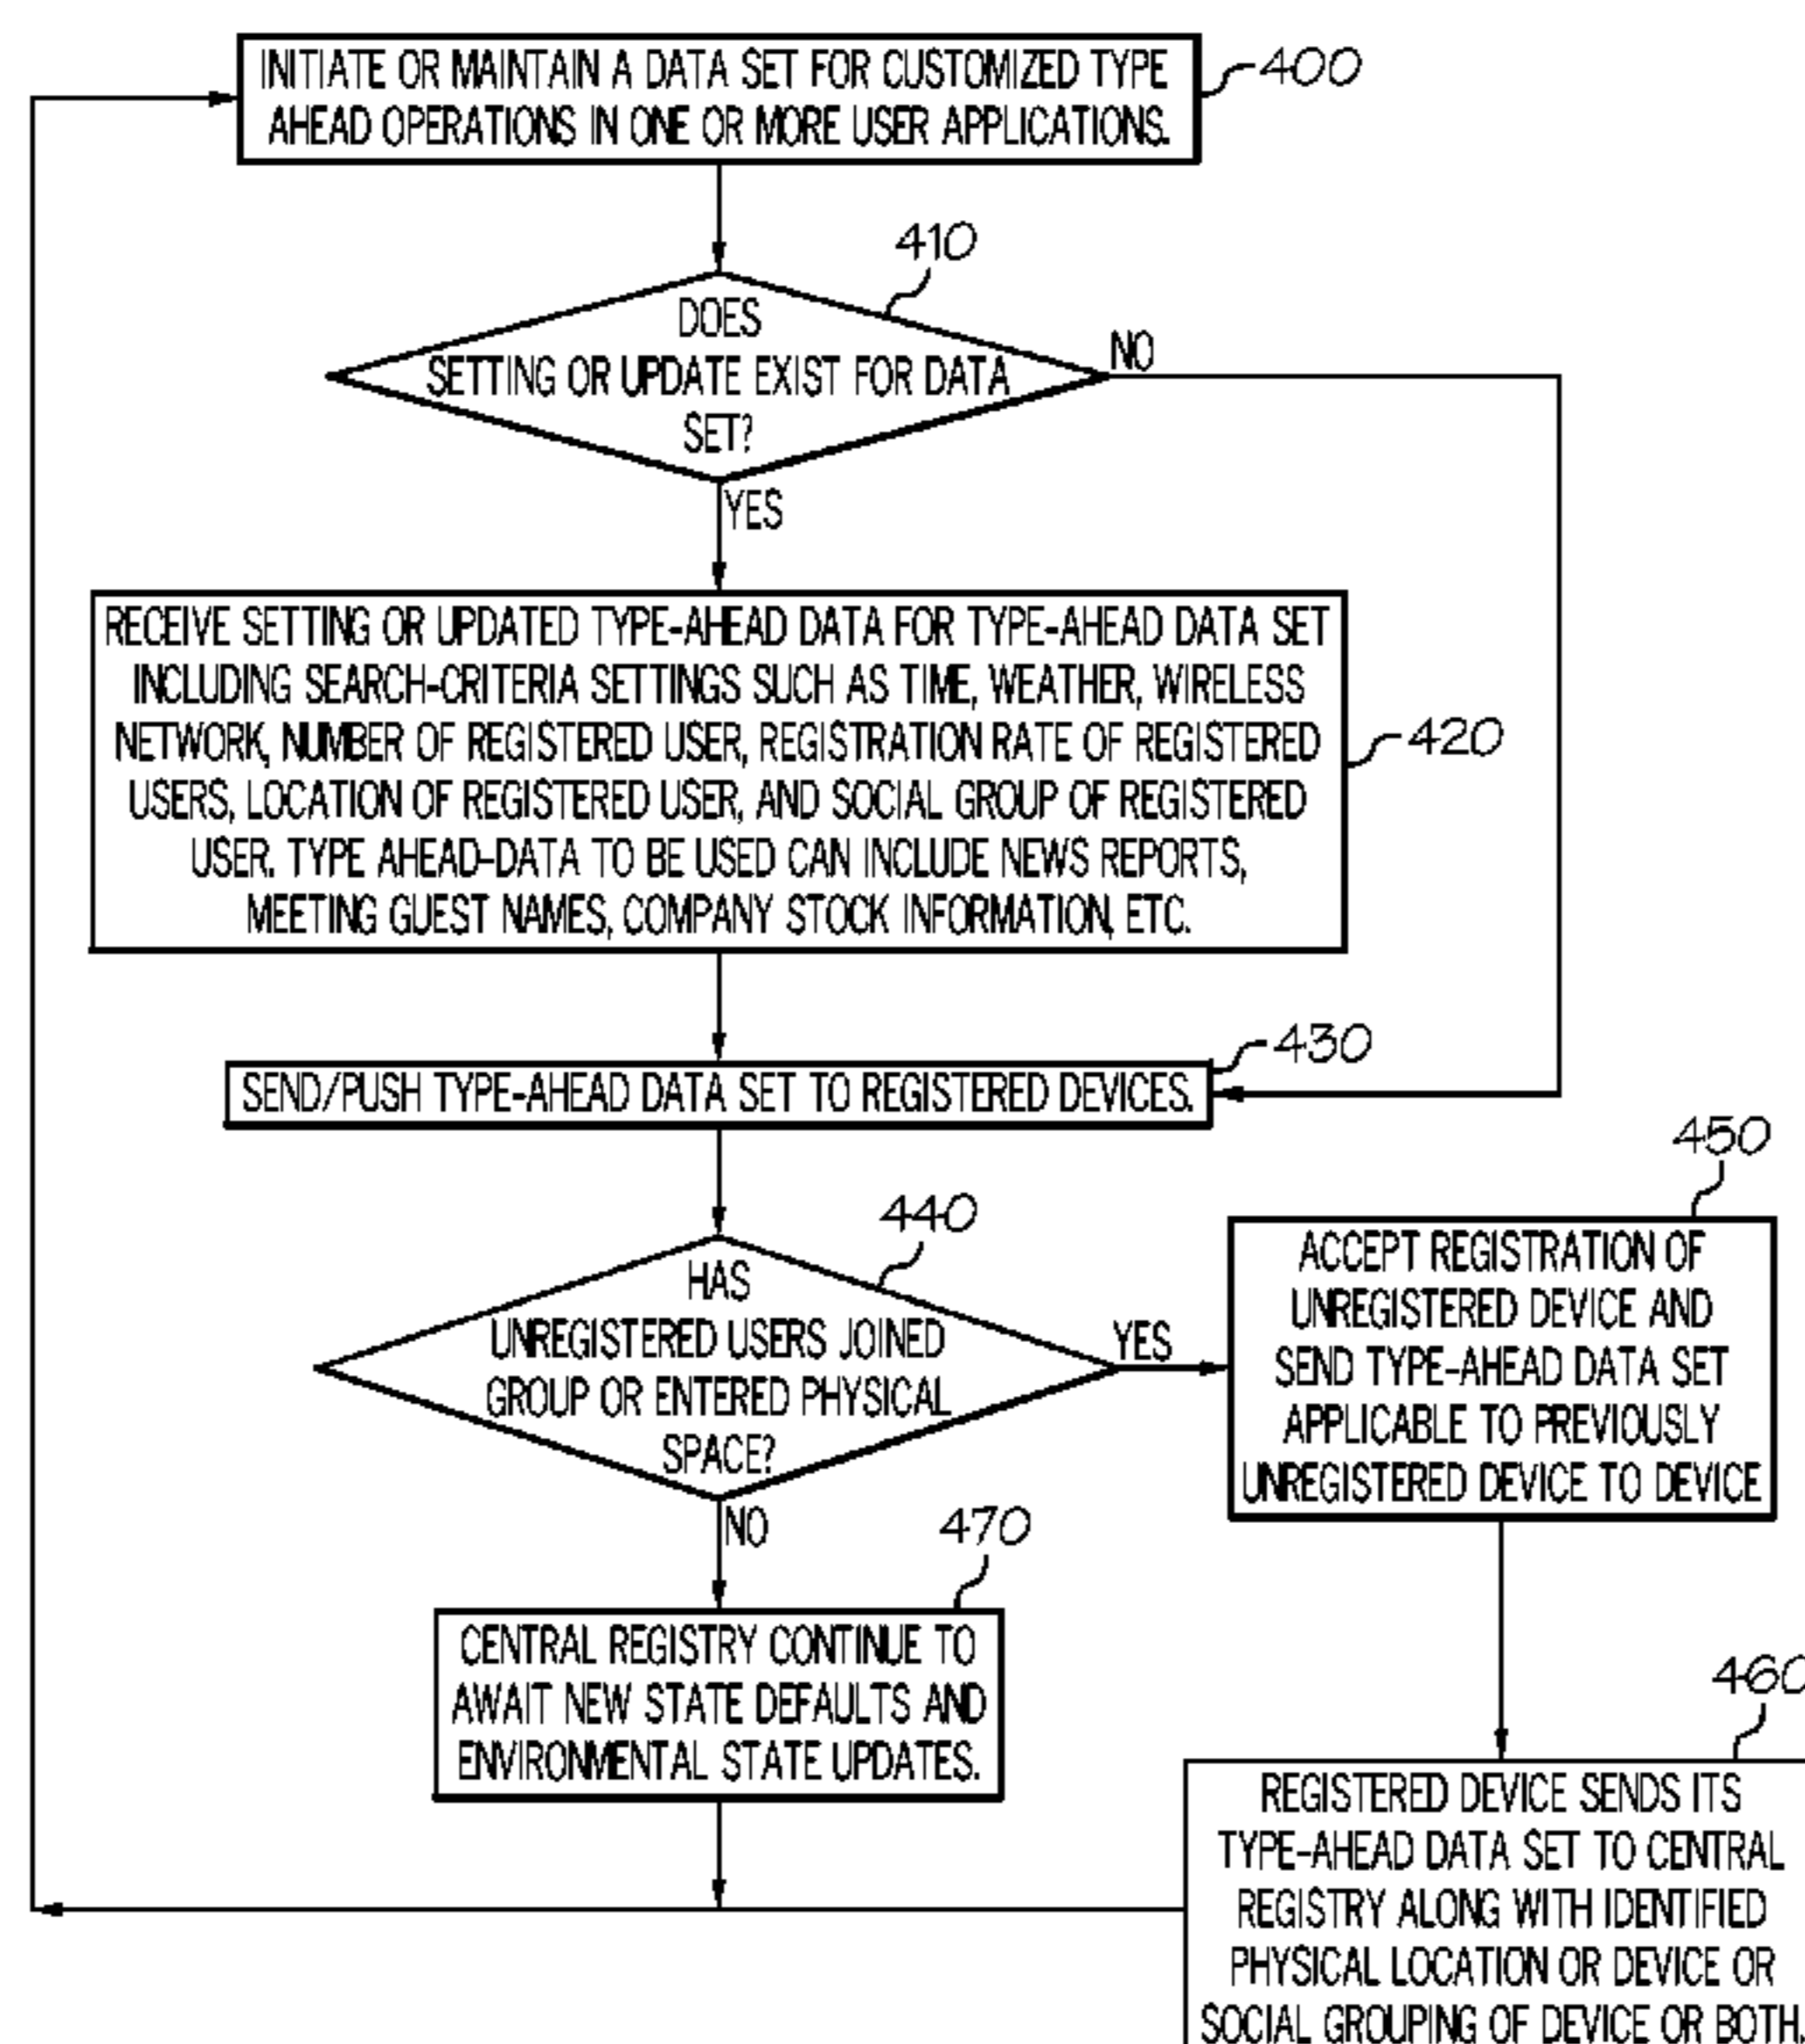 INITIATE OR MAINTAIN A DATA SET FOR CUSTOMIZED TYPE
AHEAD OPERATIONS IN ONE OR MORE USER APPLICATIONS.
400
410
DOES
SETTING OR UPDATE EXIST FOR DATA
SET?
NO
YES
RECEIVE SETTING OR UPDATED TYPE-AHEAD DATA FOR TYPE-AHEAD DATA SET
INCLUDING SEARCH-CRITERIA SETTINGS SUCH AS TIME, WEATHER, WIRELESS
NETWORK, NUMBER OF REGISTERED USER, REGISTRATION RATE OF REGISTERED
USERS, LOCATION OF REGISTERED USER, AND SOCIAL GROUP OF REGISTERED
USER. TYPE AHEAD-DATA TO BE USED CAN INCLUDE NEWS REPORTS,
MEETING GUEST NAMES, COMPANY STOCK INFORMATION, ETC.
420
430
SEND/PUSH TYPE-AHEAD DATA SET TO REGISTERED DEVICES.
440
HAS
UNREGISTERED USERS JOINED
GROUP OR ENTERED PHYSICAL
SPACE?
YES
NO
450
ACCEPT REGISTRATION OF
UNREGISTERED DEVICE AND
SEND TYPE-AHEAD DATA SET
APPLICABLE TO PREVIOUSLY
UNREGISTERED DEVICE TO DEVICE
470
CENTRAL REGISTRY CONTINUE TO
AWAIT NEW STATE DEFAULTS AND
ENVIRONMENTAL STATE UPDATES.
460
REGISTERED DEVICE SENDS ITS
TYPE-AHEAD DATA SET TO CENTRAL
REGISTRY ALONG WITH IDENTIFIED
PHYSICAL LOCATION OR DEVICE OR
SOCIAL GROUPING OF DEVICE OR BOTH.